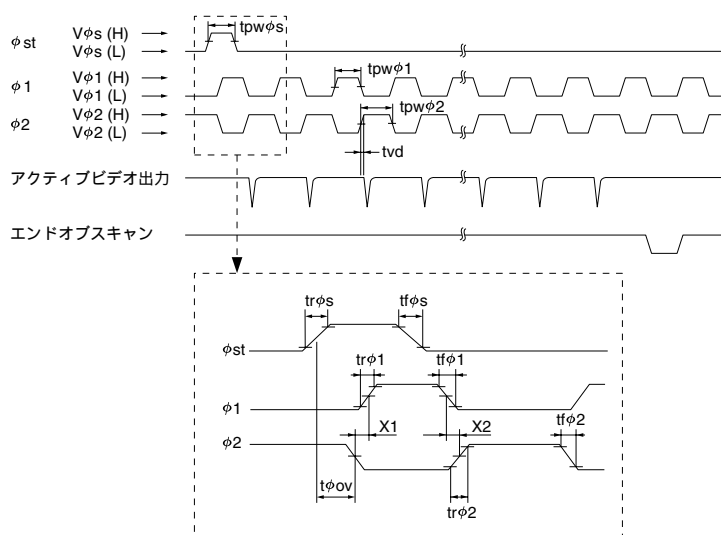 tpwφs
φst
Vφs (H)
Vφs (L)
tpwφ1
φ1
Vφ1 (H)
Vφ1 (L)
tpwφ2
φ2
Vφ2 (H)
Vφ2 (L)
tvd
アクティブビデオ出力
エンドオブスキャン
trφs
tfφs
φst
trφ1
tfφ1
φ1
X1
X2
tfφ2
φ2
tφov
trφ2